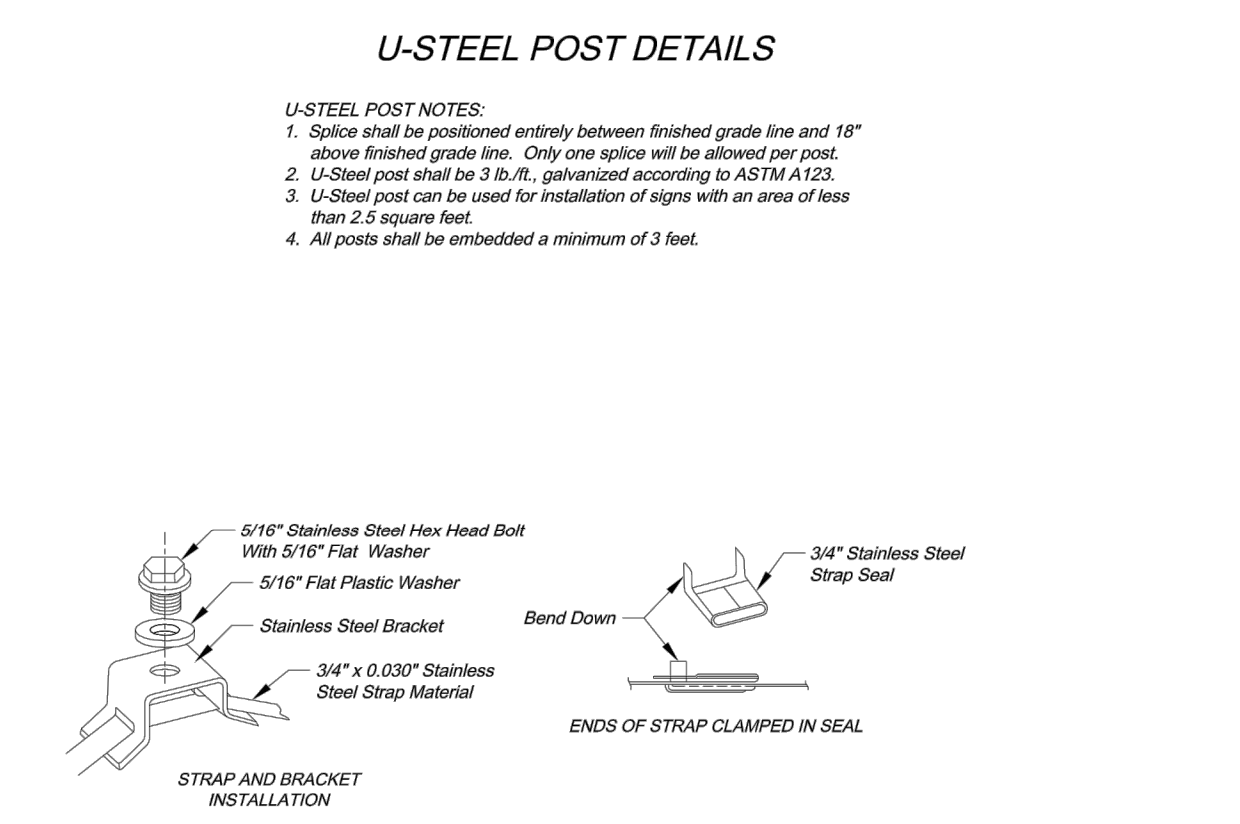 U-STEEL POST DETAILS
U-STEEL POST NOTES:
1. Splice shall be positioned entirely between finished grade line and 18"
above finished grade line. Only one splice will be allowed per post.
2. U-Steel post shall be 3 lb./ft., galvanized according to ASTM A123.
3. U-Steel post can be used for installation of signs with an area of less
than 2.5 square feet.
4. All posts shall be embedded a minimum of 3 feet.
5/16" Stainless Steel Hex Head Bolt
With 5/16" Flat Washer
5/16" Flat Plastic Washer
Stainless Steel Bracket
3/4" x 0.030" Stainless
Steel Strap Material
STRAP AND BRACKET
INSTALLATION
3/4" Stainless Steel
Strap Seal
Bend Down
ENDS OF STRAP CLAMPED IN SEAL